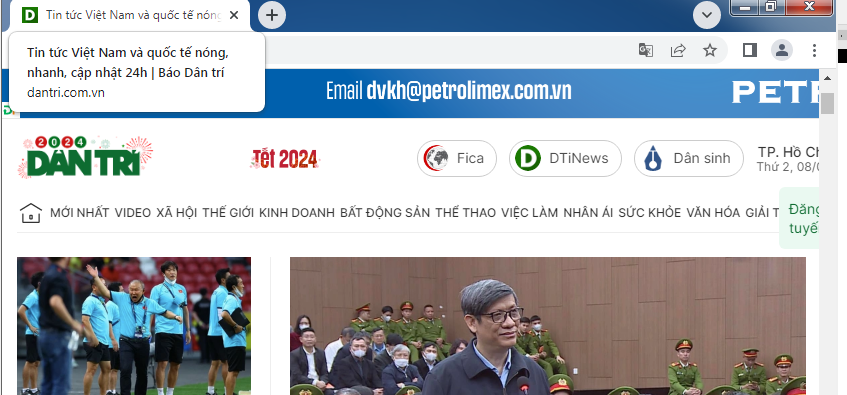 Tin tức Việt Nam và quốc tế nóng
Tin tức Việt Nam và quốc tế nóng,
nhanh, cập nhật 24h | Báo Dân trí
dantri.com.vn
Email dvkh@petrolimex.com.vn
2024
DÂN TRÍ
Tết 2024
Fica
DTiNews
Dân sinh
TP. Hồ Ch
Thứ 2, 08/0
MỚI NHẤT VIDEO XÃ HỘI THẾ GIỚI KINH DOANH BẤT ĐỘNG SẢN THỂ THAO VIỆC LÀM NHÂN ÁI SỨC KHỎE VĂN HÓA GIẢI T
Đăng
tuyể